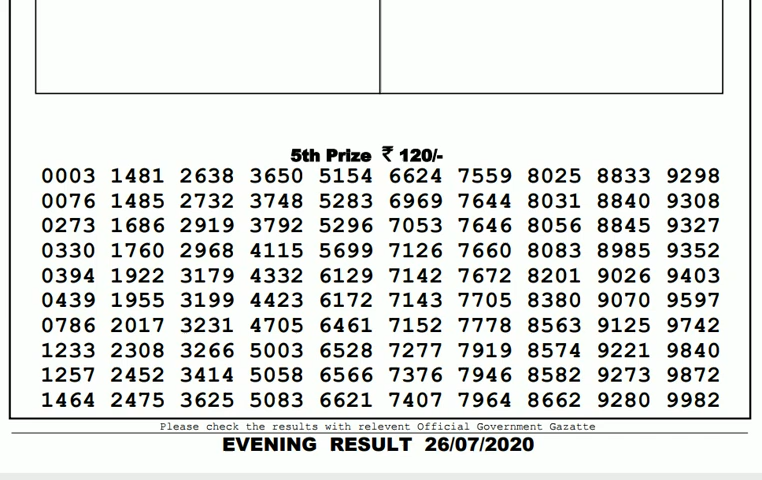 5th Prize ₹ 120/-
0003 1481 2638 3650 5154 6624 7559 8025 8833 9298
0076 1485 2732 3748 5283 6969 7644 8031 8840 9308
0273 1686 2919 3792 5296 7053 7646 8056 8845 9327
0330 1760 2968 4115 5699 7126 7660 8083 8985 9352
0394 1922 3179 4332 6129 7142 7672 8201 9026 9403
0439 1955 3199 4423 6172 7143 7705 8380 9070 9597
0786 2017 3231 4705 6461 7152 7778 8563 9125 9742
1233 2308 3266 5003 6528 7277 7919 8574 9221 9840
1257 2452 3414 5058 6566 7376 7946 8582 9273 9872
1464 2475 3625 5083 6621 7407 7964 8662 9280 9982
Please check the results with relevent Official Government Gazatte
EVENING RESULT 26/07/2020